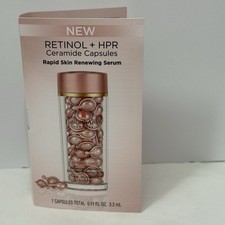 NEW
RETINOL + HPR
Ceramide Capsules
Rapid Skin Renewing Serum
7 CAPSULES TOTAL 0.11 FL. OZ. 3.2 mL